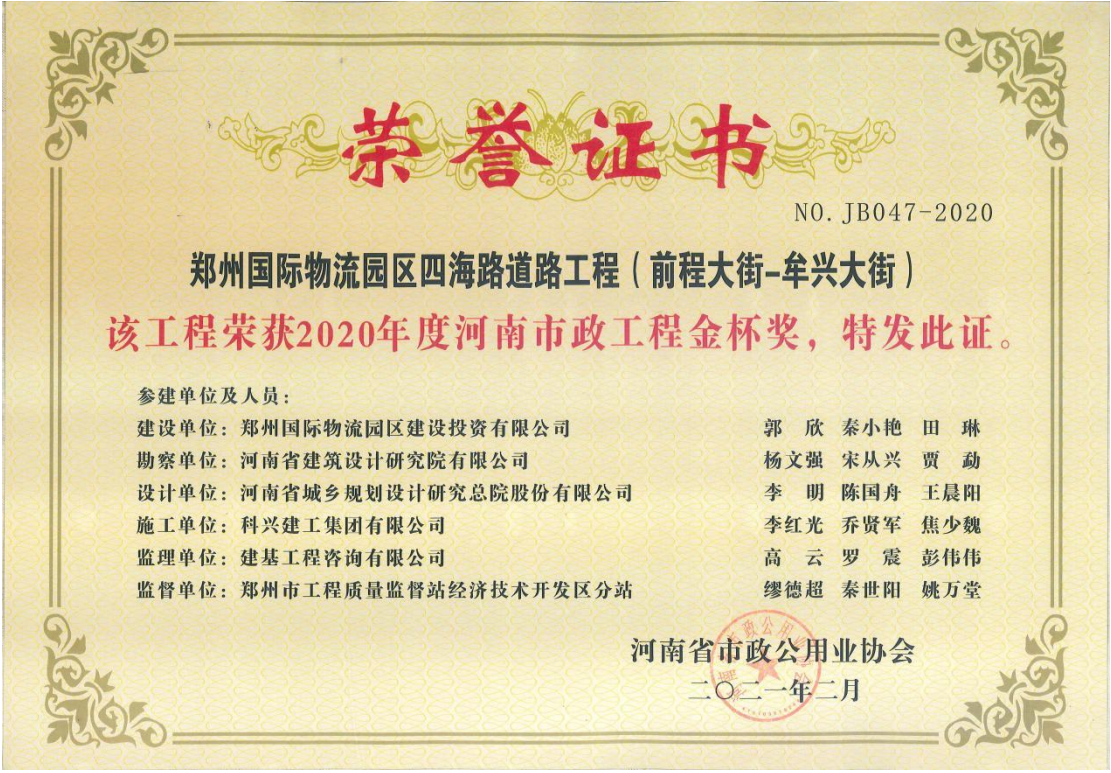 荣誉证书
NO. JB047-2020
郑州国际物流园区四海路道路工程（前程大街-牟兴大街）
该工程荣获2020年度河南市政工程金杯奖，特发此证。
参建单位及人员：
建设单位：郑州国际物流园区建设投资有限公司 郭 欣 秦小艳 田 琳
勘察单位：河南省建筑设计研究院有限公司 杨文强 宋从兴 贾 勐
设计单位：河南省城乡规划设计研究总院股份有限公司 李 明 陈国舟 王晨阳
施工单位：科兴建工集团有限公司 李红光 乔贤军 焦少魏
监理单位：建基工程咨询有限公司 高 云 罗 震 彭伟伟
监督单位：郑州市工程质量监督站经济技术开发区分站 缪德超 秦世阳 姚万堂
河南省市政公用业协会
二〇二一年二月